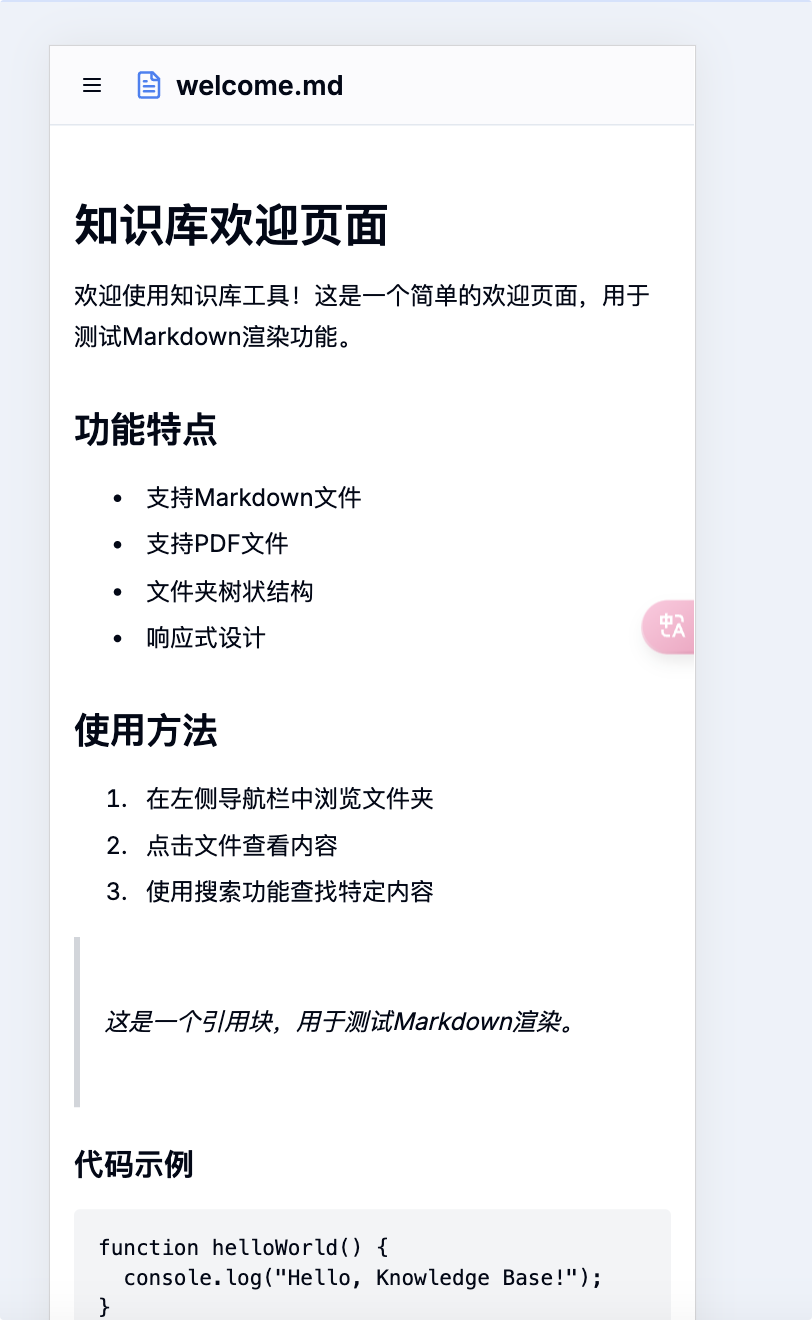 welcome.md
知识库欢迎页面
欢迎使用知识库工具！这是一个简单的欢迎页面，用于
测试Markdown渲染功能。
功能特点
• 支持Markdown文件
• 支持PDF文件
• 文件夹树状结构
• 响应式设计
中A
使用方法
1. 在左侧导航栏中浏览文件夹
2. 点击文件查看内容
3. 使用搜索功能查找特定内容
这是一个引用块，用于测试Markdown渲染。
代码示例
function helloWorld() {
  console.log("Hello, Knowledge Base!");
}